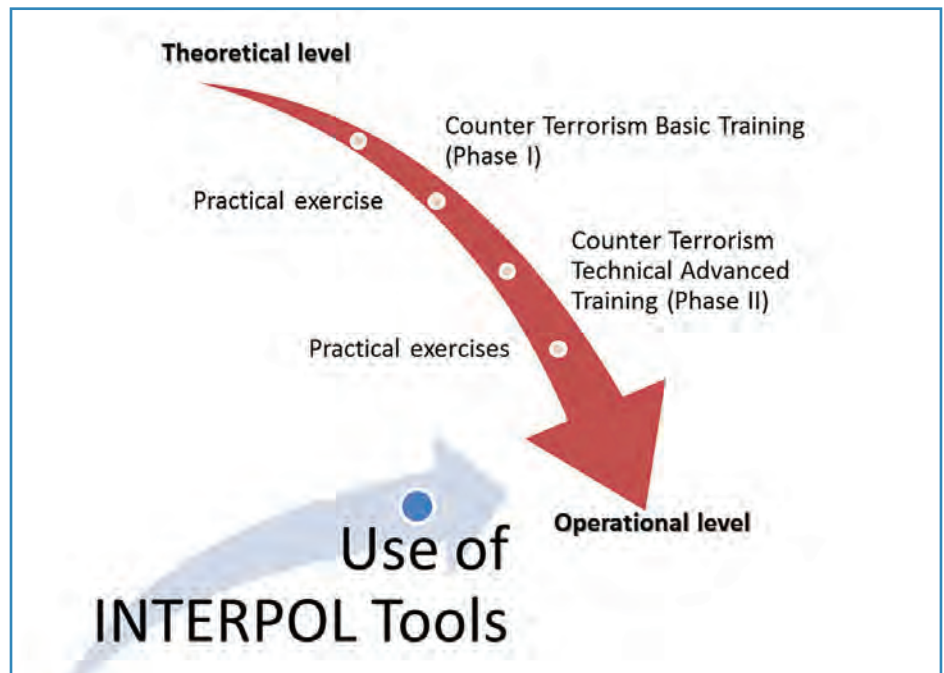 Theoretical level
Counter Terrorism Basic Training
(Phase I)
Practical exercise
Counter Terrorism
Technical Advanced
Training (Phase II)
Practical exercises
Operational level
Use of
INTERPOL Tools